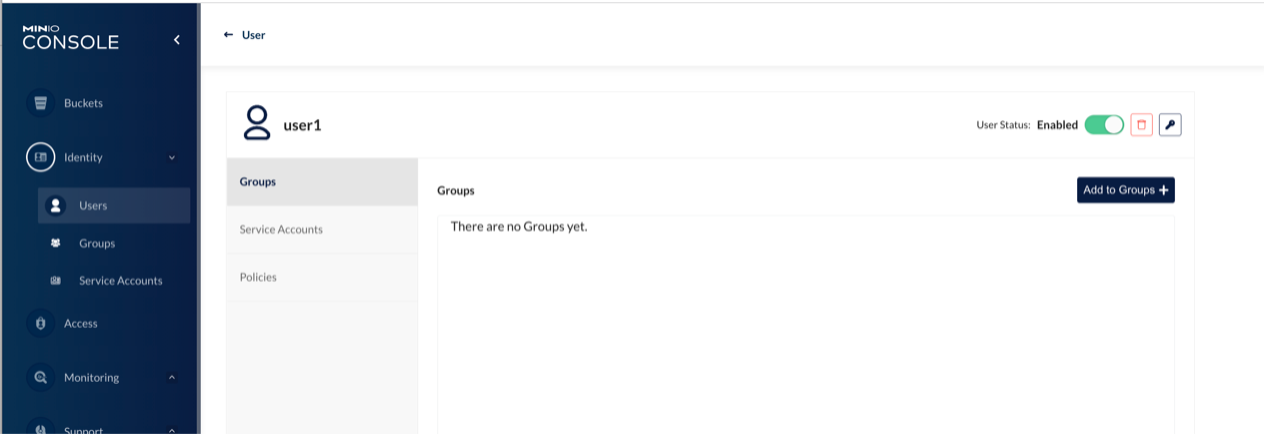 MINIO
CONSOLE
Buckets
Identity
Users
Groups
Service Accounts
Access
Monitoring
Support
← User
user1
User Status: Enabled
Groups
Service Accounts
Policies
Groups
Add to Groups +
There are no Groups yet.